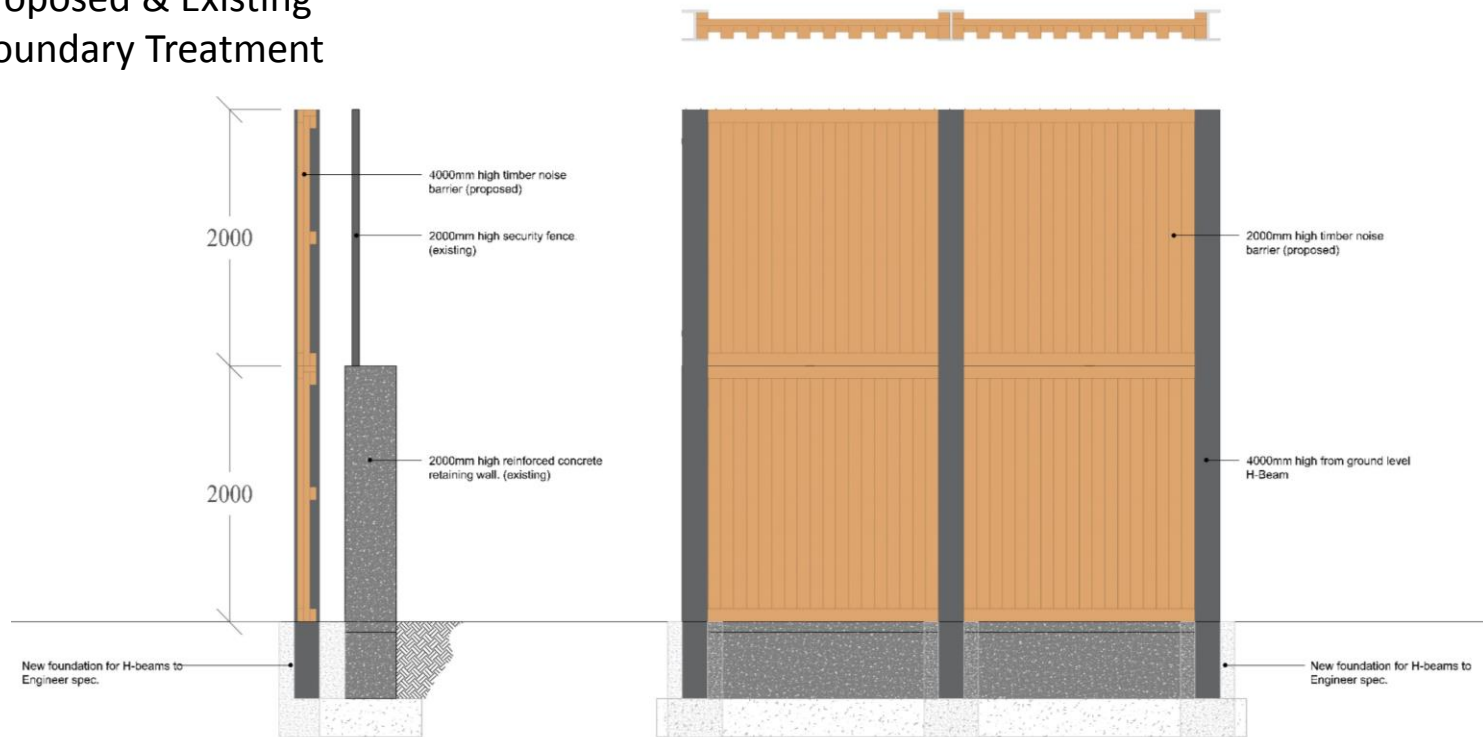 roposed & Existing
oundary Treatment
2000
4000mm high timber noise
barrier (proposed)
2000mm high security fence
(existing)
2000
2000mm high reinforced concrete
retaining wall. (existing)
New foundation for H-beams to
Engineer spec.
2000mm high timber noise
barrier (proposed)
4000mm high from ground level
H-Beam
New foundation for H-beams to
Engineer spec.